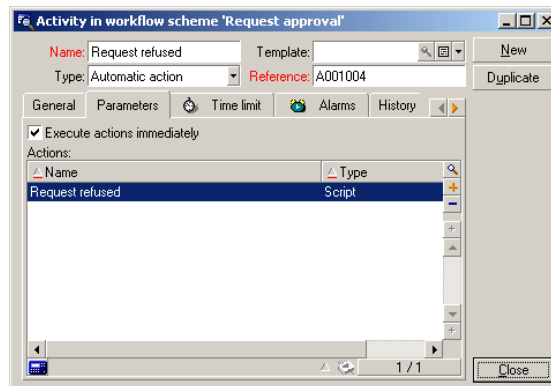 Activity in workflow scheme 'Request approval'
Name: Request refused Template: New
Type: Automatic action Reference: A001004 Duplicate
General Parameters Time limit Alarms History
Execute actions immediately
Actions:
Name Type
Request refused Script
1 / 1
Close